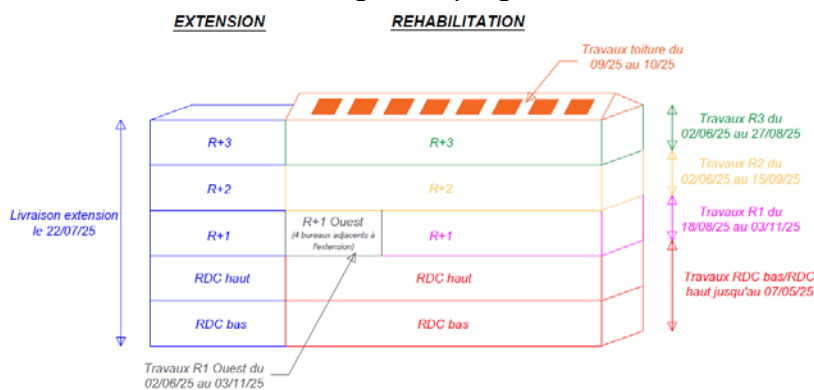 EXTENSION
REHABILITATION
Travaux toiture du
09/25 au 10/25
R+3
R+3
Travaux R3 du
02/06/25 au 27/08/25
R+2
R+2
Travaux R2 du
02/06/25 au 15/09/25
Livraison extension
le 22/07/25
R+1
R+1 Ouest
(4 bureaux adjacents à
l'extension)
R+1
Travaux R1 du
18/08/25 au 03/11/25
RDC haut
RDC haut
Travaux RDC bas/RDC
haut jusqu'au 07/05/25
RDC bas
RDC bas
Travaux R1 Ouest du
02/06/25 au 03/11/25